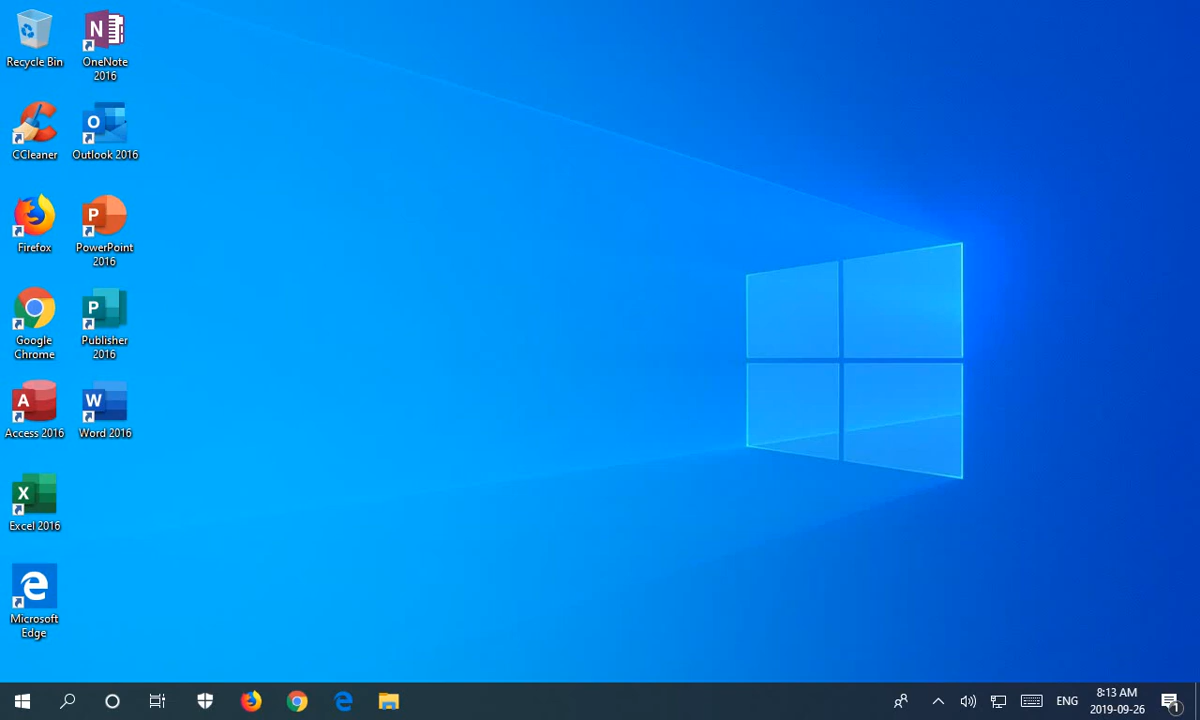 Recycle Bin
OneNote
2016
CCleaner
Outlook 2016
Firefox
PowerPoint
2016
Google
Chrome
Publisher
2016
Access 2016
Word 2016
Excel 2016
Microsoft
Edge
ENG
8:13 AM
2019-09-26
1